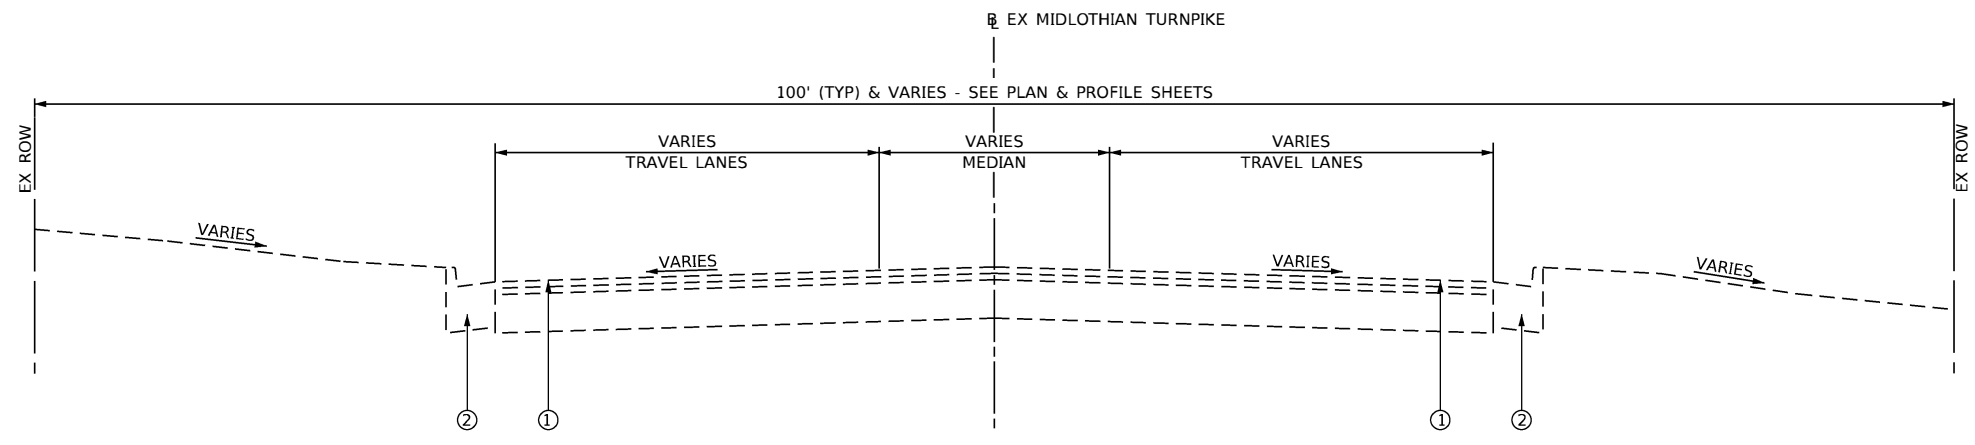 BL EX MIDLOTHIAN TURNPIKE
100' (TYP) & VARIES - SEE PLAN & PROFILE SHEETS
EX ROW
VARIES
TRAVEL LANES
VARIES
MEDIAN
VARIES
TRAVEL LANES
EX ROW
VARIES
VARIES
VARIES
VARIES
2
1
1
2